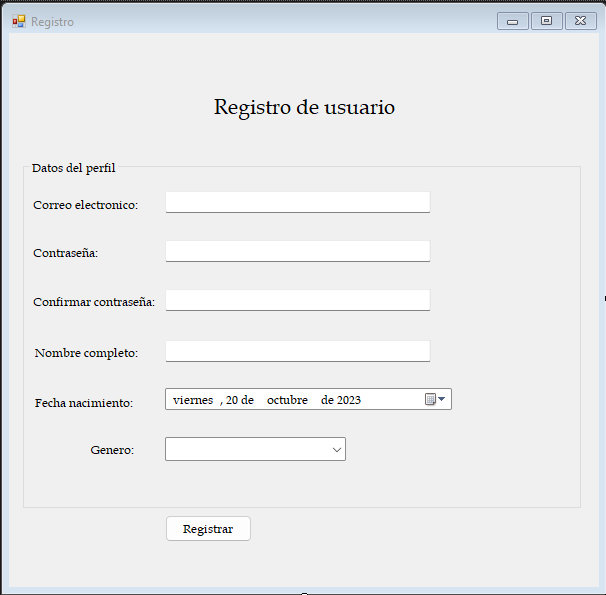 Registro
Registro de usuario
Datos del perfil
Correo electronico:
Contraseña:
Confirmar contraseña:
Nombre completo:
Fecha nacimiento: viernes , 20 de octubre de 2023
Genero:
Registrar